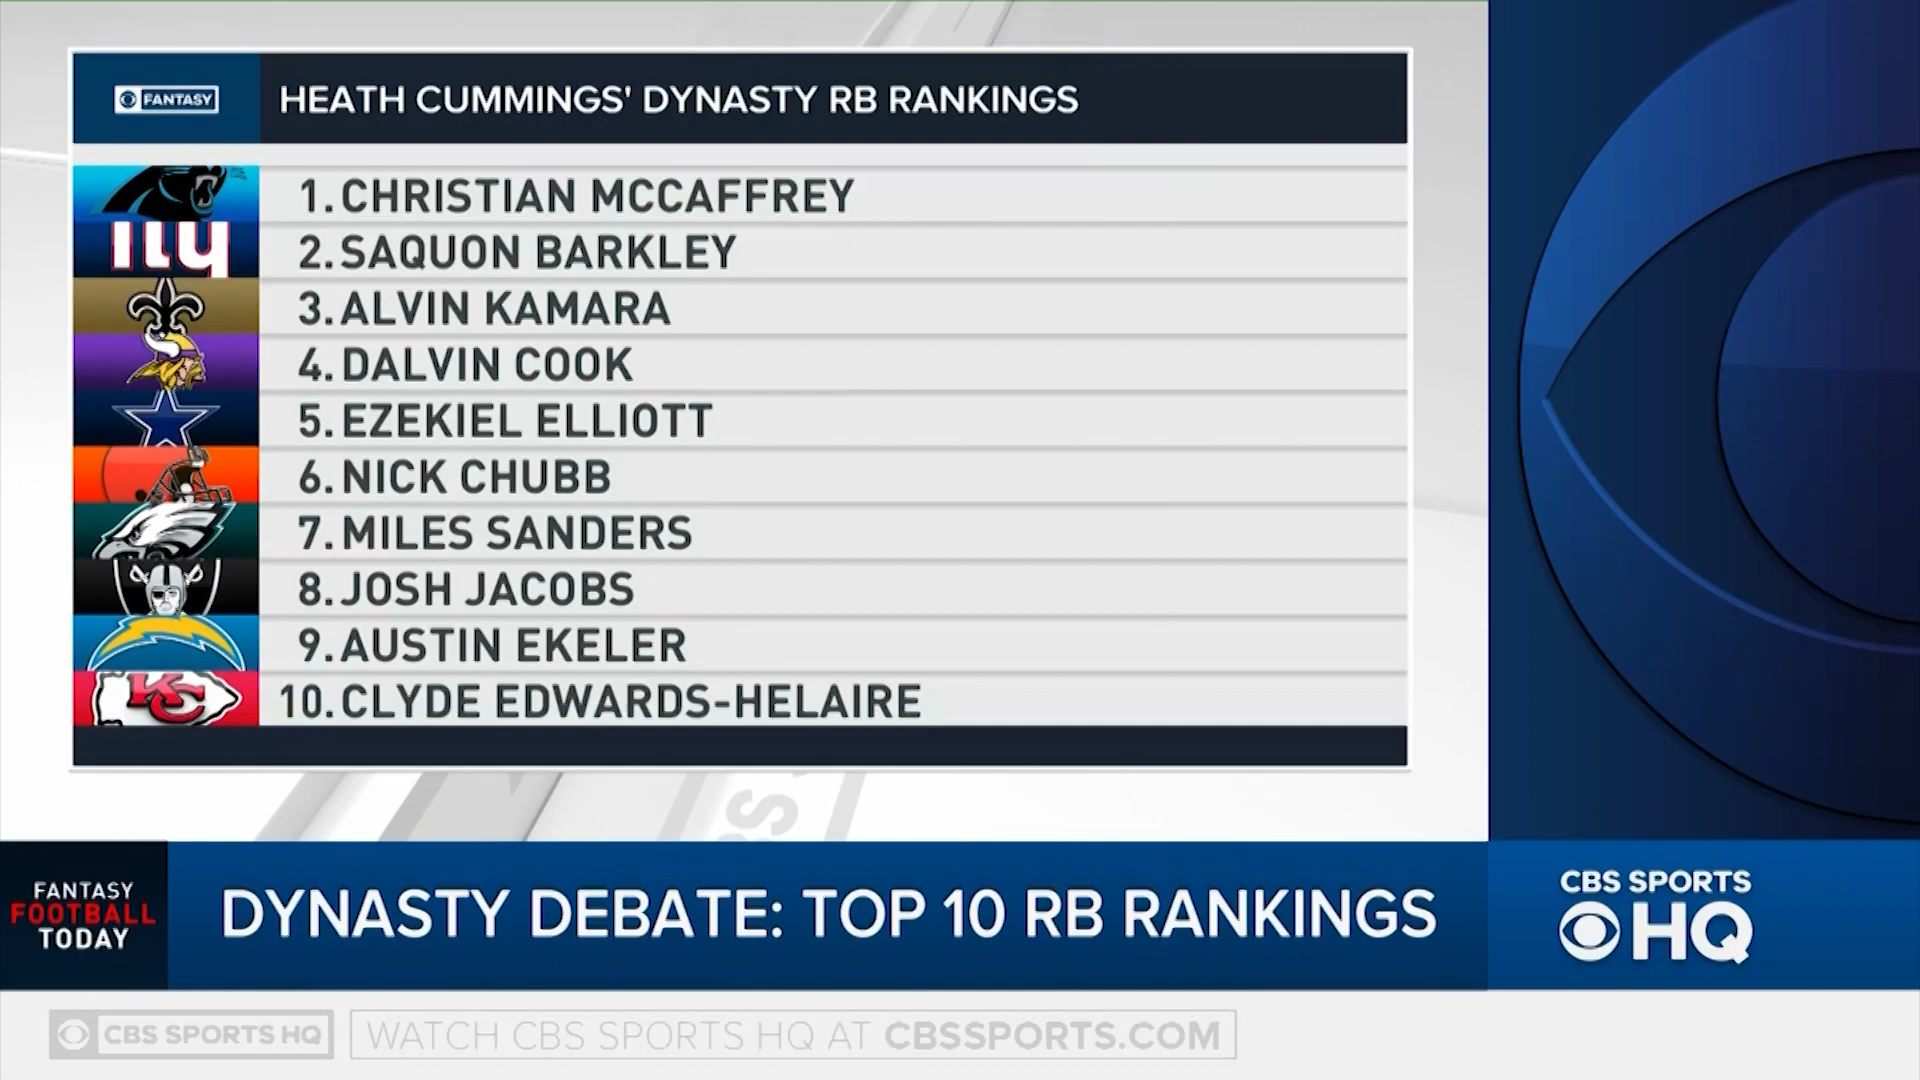 FANTASY
HEATH CUMMINGS' DYNASTY RB RANKINGS
1. CHRISTIAN MCCAFFREY
ny
2. SAQUON BARKLEY
3. ALVIN KAMARA
4. DALVIN COOK
5. EZEKIEL ELLIOTT
6. NICK CHUBB
7. MILES SANDERS
8. JOSH JACOBS
9. AUSTIN EKELER
KC
10. CLYDE EDWARDS-HELAIRE
FANTASY
FOOTBALL
TODAY
DYNASTY DEBATE: TOP 10 RB RANKINGS
CBS SPORTS
HQ
CBS SPORTS HQ
WATCH CBS SPORTS HQ AT CBSSPORTS.COM